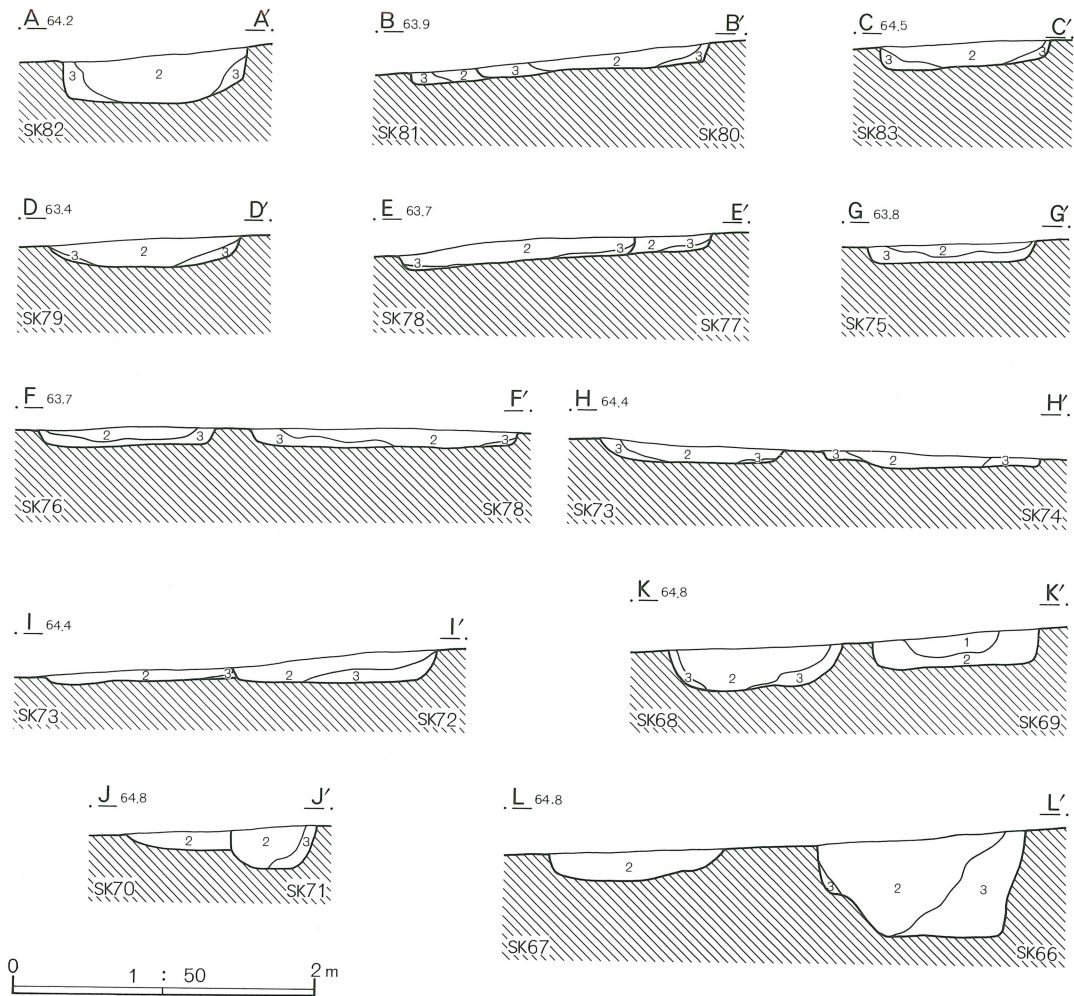 A 64.2 A′
3 2 3
SK82
B 63.9 B′
3 2 3 2 3
SK81 SK80
C 64.5 C′
3 2 3
SK83
D 63.4 D′
3 2 3
SK79
E 63.7 E′
3 2 3 2 3
SK78 SK77
G 63.8 G′
3 2
SK75
F 63.7 F′
2 3 3 2 3
SK76 SK78
H 64.4 H′
3 2 3 3 2 3
SK73 SK74
I 64.4 I′
2 3 2 3
SK73 SK72
K 64.8 K′
3 2 3 1 2
SK68 SK69
J 64.8 J′
2 2 3
SK70 SK71
L 64.8 L′
2 3 2 3
SK67 SK66
0 1 : 50 2 m